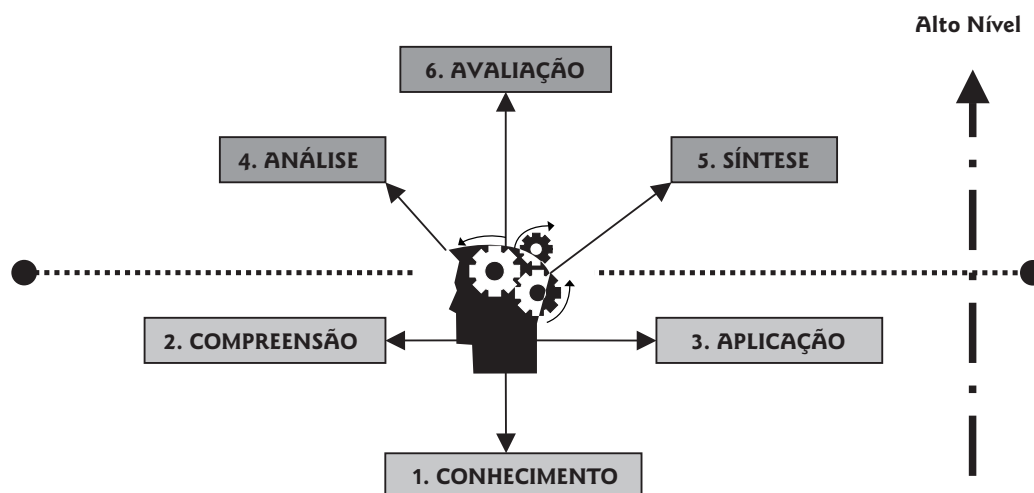 Alto Nível
6. AVALIAÇÃO
4. ANÁLISE
5. SÍNTESE
2. COMPREENSÃO
3. APLICAÇÃO
1. CONHECIMENTO